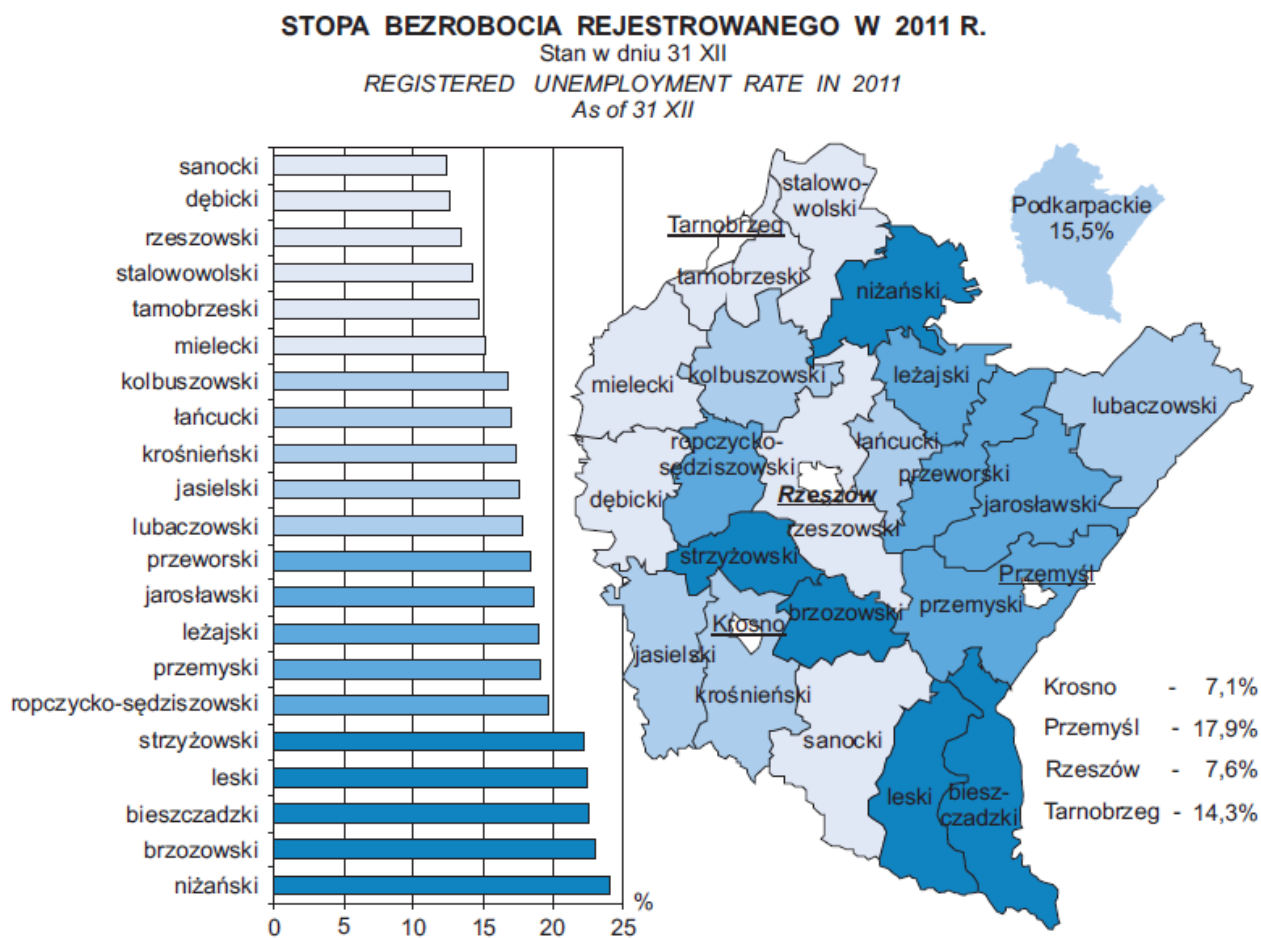 STOPA BEZROBOCIA REJESTROWANEGO W 2011 R.
Stan w dniu 31 XII
REGISTERED UNEMPLOYMENT RATE IN 2011
As of 31 XII
sanocki
dębicki
rzeszowski
stalowowolski
tarnobrzeski
mielecki
kolbuszowski
łańcucki
krośnieński
jasielski
lubaczowski
przeworski
jarosławski
leżajski
przemyski
ropczycko-sędziszowski
strzyżowski
leski
bieszczadzki
brzozowski
niżański
0 5 10 15 20 25
%
stalowo-
wolski
Tarnobrzeg
tarnobrzeski
niżański
mielecki
kolbuszowski
leżajski
lubaczowski
ropczycko-
sędziszowski
łańcucki
przeworski
jarosławski
dębicki
Rzeszów
rzeszowski
strzyżowski
Przemyśl
przemyski
brzozowski
Krosno
jasielski
krośnieński
sanocki
leski
biesz-
czadzki
Podkarpackie
15,5%
Krosno - 7,1%
Przemyśl - 17,9%
Rzeszów - 7,6%
Tarnobrzeg - 14,3%